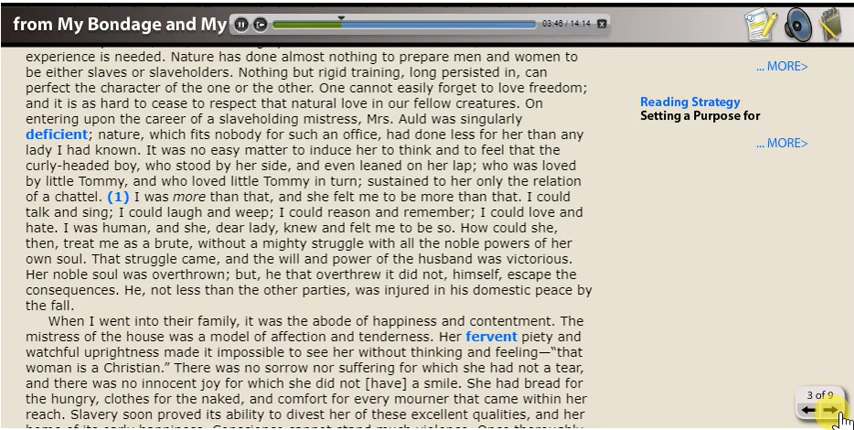 from My Bondage and My
03:46 / 14:14
experience is needed. Nature has done almost nothing to prepare men and women to
be either slaves or slaveholders. Nothing but rigid training, long persisted in, can
perfect the character of the one or the other. One cannot easily forget to love freedom;
and it is as hard to cease to respect that natural love in our fellow creatures. On
entering upon the career of a slaveholding mistress, Mrs. Auld was singularly
deficient; nature, which fits nobody for such an office, had done less for her than any
lady I had known. It was no easy matter to induce her to think and to feel that the
curly-headed boy, who stood by her side, and even leaned on her lap; who was loved
by little Tommy, and who loved little Tommy in turn; sustained to her only the relation
of a chattel. (1) I was more than that, and she felt me to be more than that. I could
talk and sing; I could laugh and weep; I could reason and remember; I could love and
hate. I was human, and she, dear lady, knew and felt me to be so. How could she,
then, treat me as a brute, without a mighty struggle with all the noble powers of her
own soul. That struggle came, and the will and power of the husband was victorious.
Her noble soul was overthrown; but, he that overthrew it did not, himself, escape the
consequences. He, not less than the other parties, was injured in his domestic peace by
the fall.
When I went into their family, it was the abode of happiness and contentment. The
mistress of the house was a model of affection and tenderness. Her fervent piety and
watchful uprightness made it impossible to see her without thinking and feeling—“that
woman is a Christian.” There was no sorrow nor suffering for which she had not a tear,
and there was no innocent joy for which she did not [have] a smile. She had bread for
the hungry, clothes for the naked, and comfort for every mourner that came within her
reach. Slavery soon proved its ability to divest her of these excellent qualities, and her
home of its early happiness. Conscience cannot stand much violence. Once thoroughly
... MORE>
Reading Strategy
Setting a Purpose for
... MORE>
3 of 9